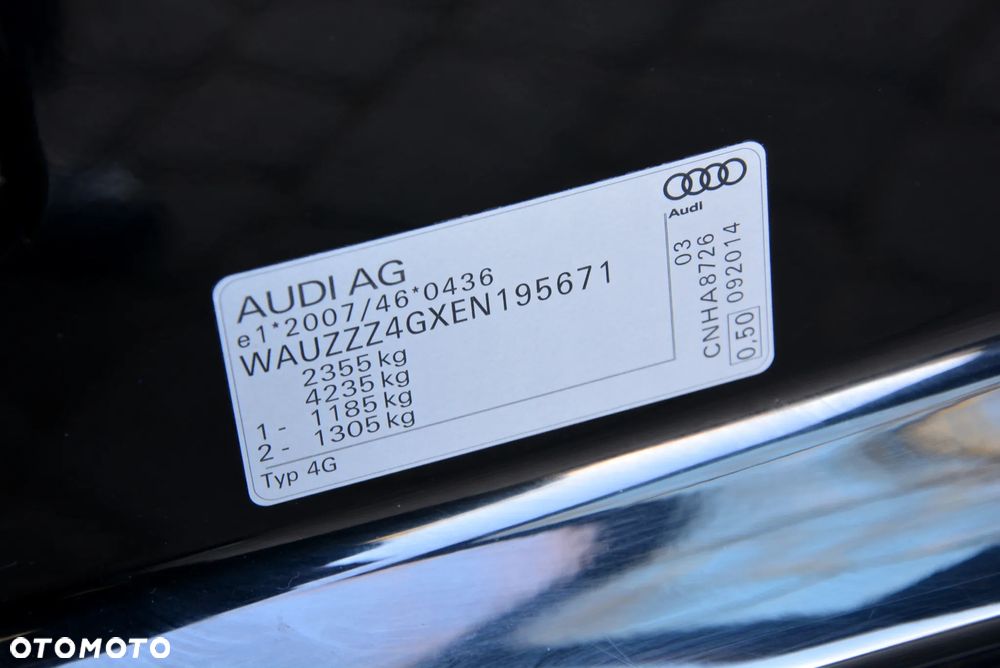 AUDI AG
e1*2007/46*0436
WAUZZZ4GXEN195671
2355 kg
4235 kg
1 - 1185 kg
2 - 1305 kg
Typ 4G
Audi
03
CNHA8726
092014
0,50
OTOMOTO